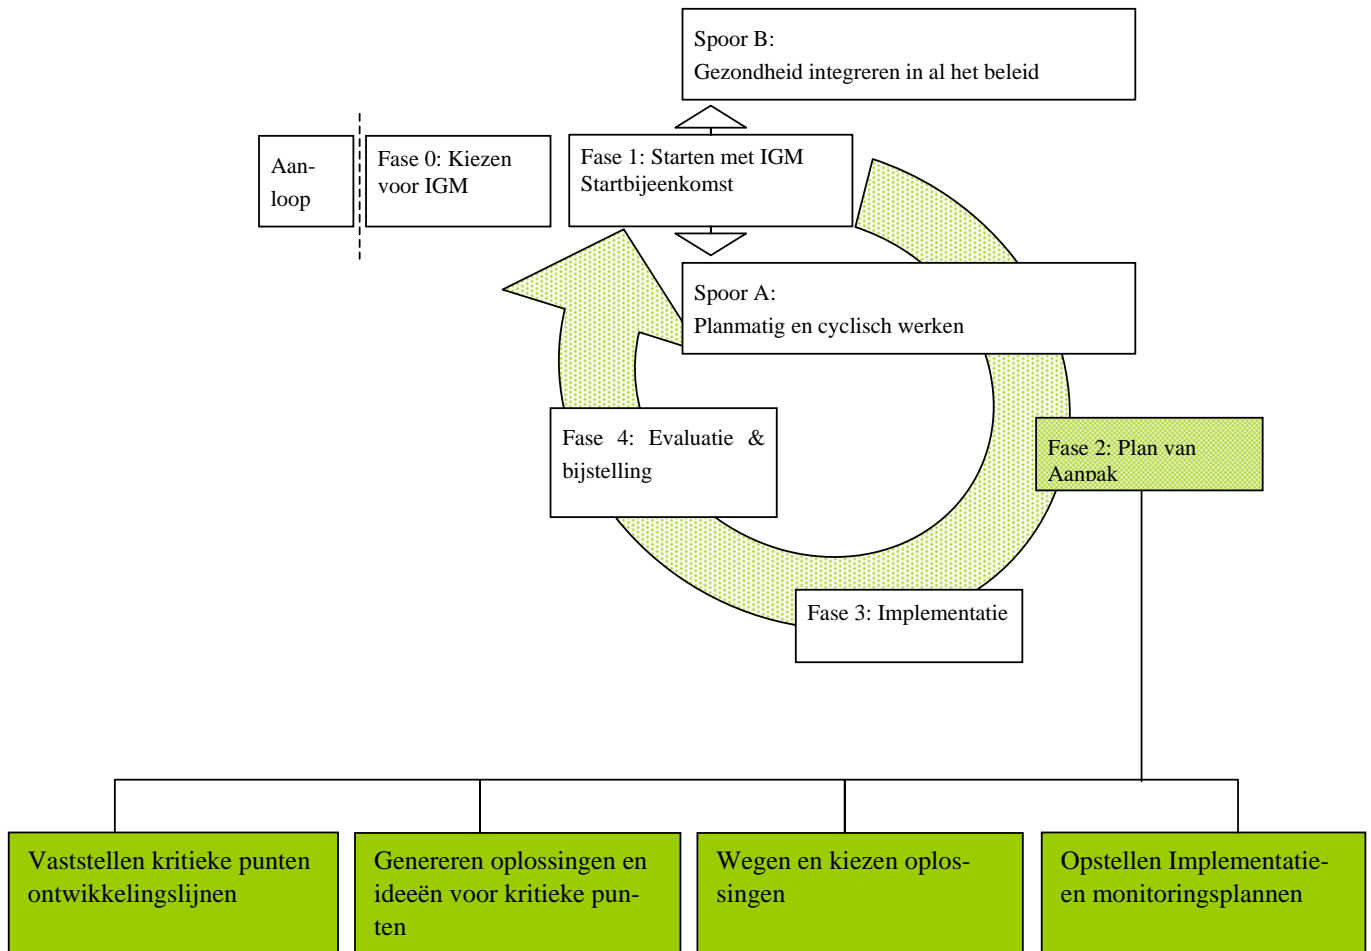 Spoor B:
Gezondheid integreren in al het beleid
Aan-
loop
Fase 0: Kiezen
voor IGM
Fase 1: Starten met IGM
Startbijeenkomst
Spoor A:
Planmatig en cyclisch werken
Fase 4: Evaluatie &
bijstelling
Fase 2: Plan van
Aanpak
Fase 3: Implementatie
Vaststellen kritieke punten
ontwikkelingslijnen
Genereren oplossingen en
ideeën voor kritieke pun-
ten
Wegen en kiezen oplos-
singen
Opstellen Implementatie-
en monitoringsplannen